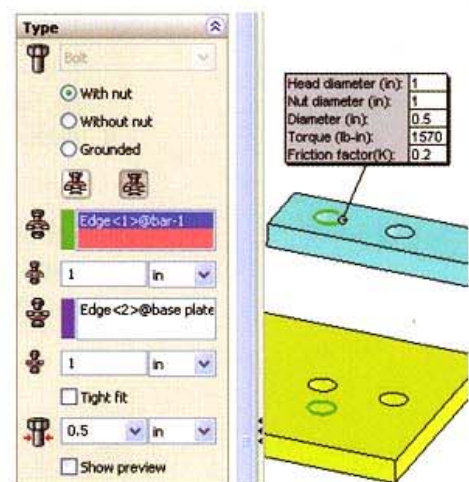 Type
Bolt
With nut
Without nut
Grounded
Edge<1>@bar-1
1 in
Edge<2>@base plate
1 in
Tight fit
0.5 in
Show preview
Head diameter (in): 1
Nut diameter (in): 1
Diameter (in): 0.5
Torque (lb-in): 1570
Friction factor(K): 0.2